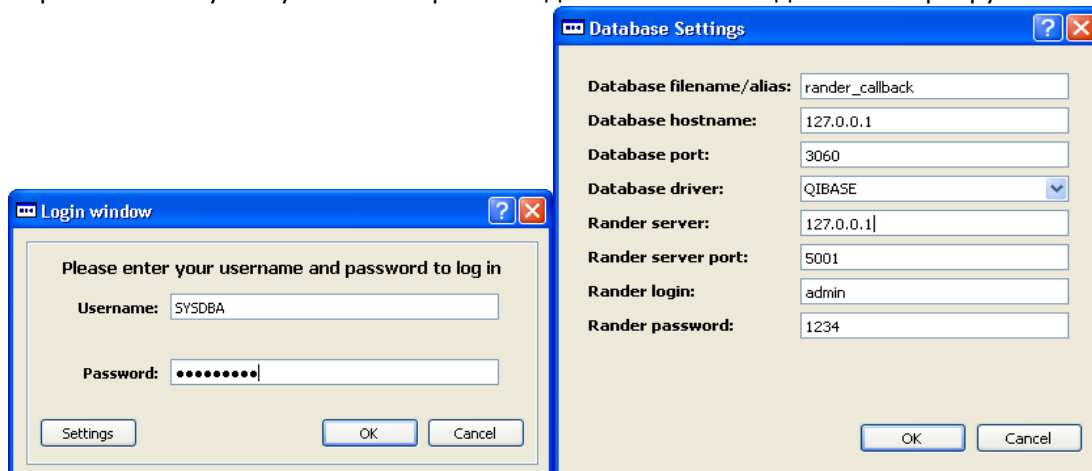 Database Settings
Database filename/alias: rander_callback
Database hostname: 127.0.0.1
Database port: 3060
Database driver: QIBASE
Rander server: 127.0.0.1
Rander server port: 5001
Rander login: admin
Rander password: 1234
OK Cancel
Login window
Please enter your username and password to log in
Username: SYSDBA
Password: •••••••••
Settings OK Cancel